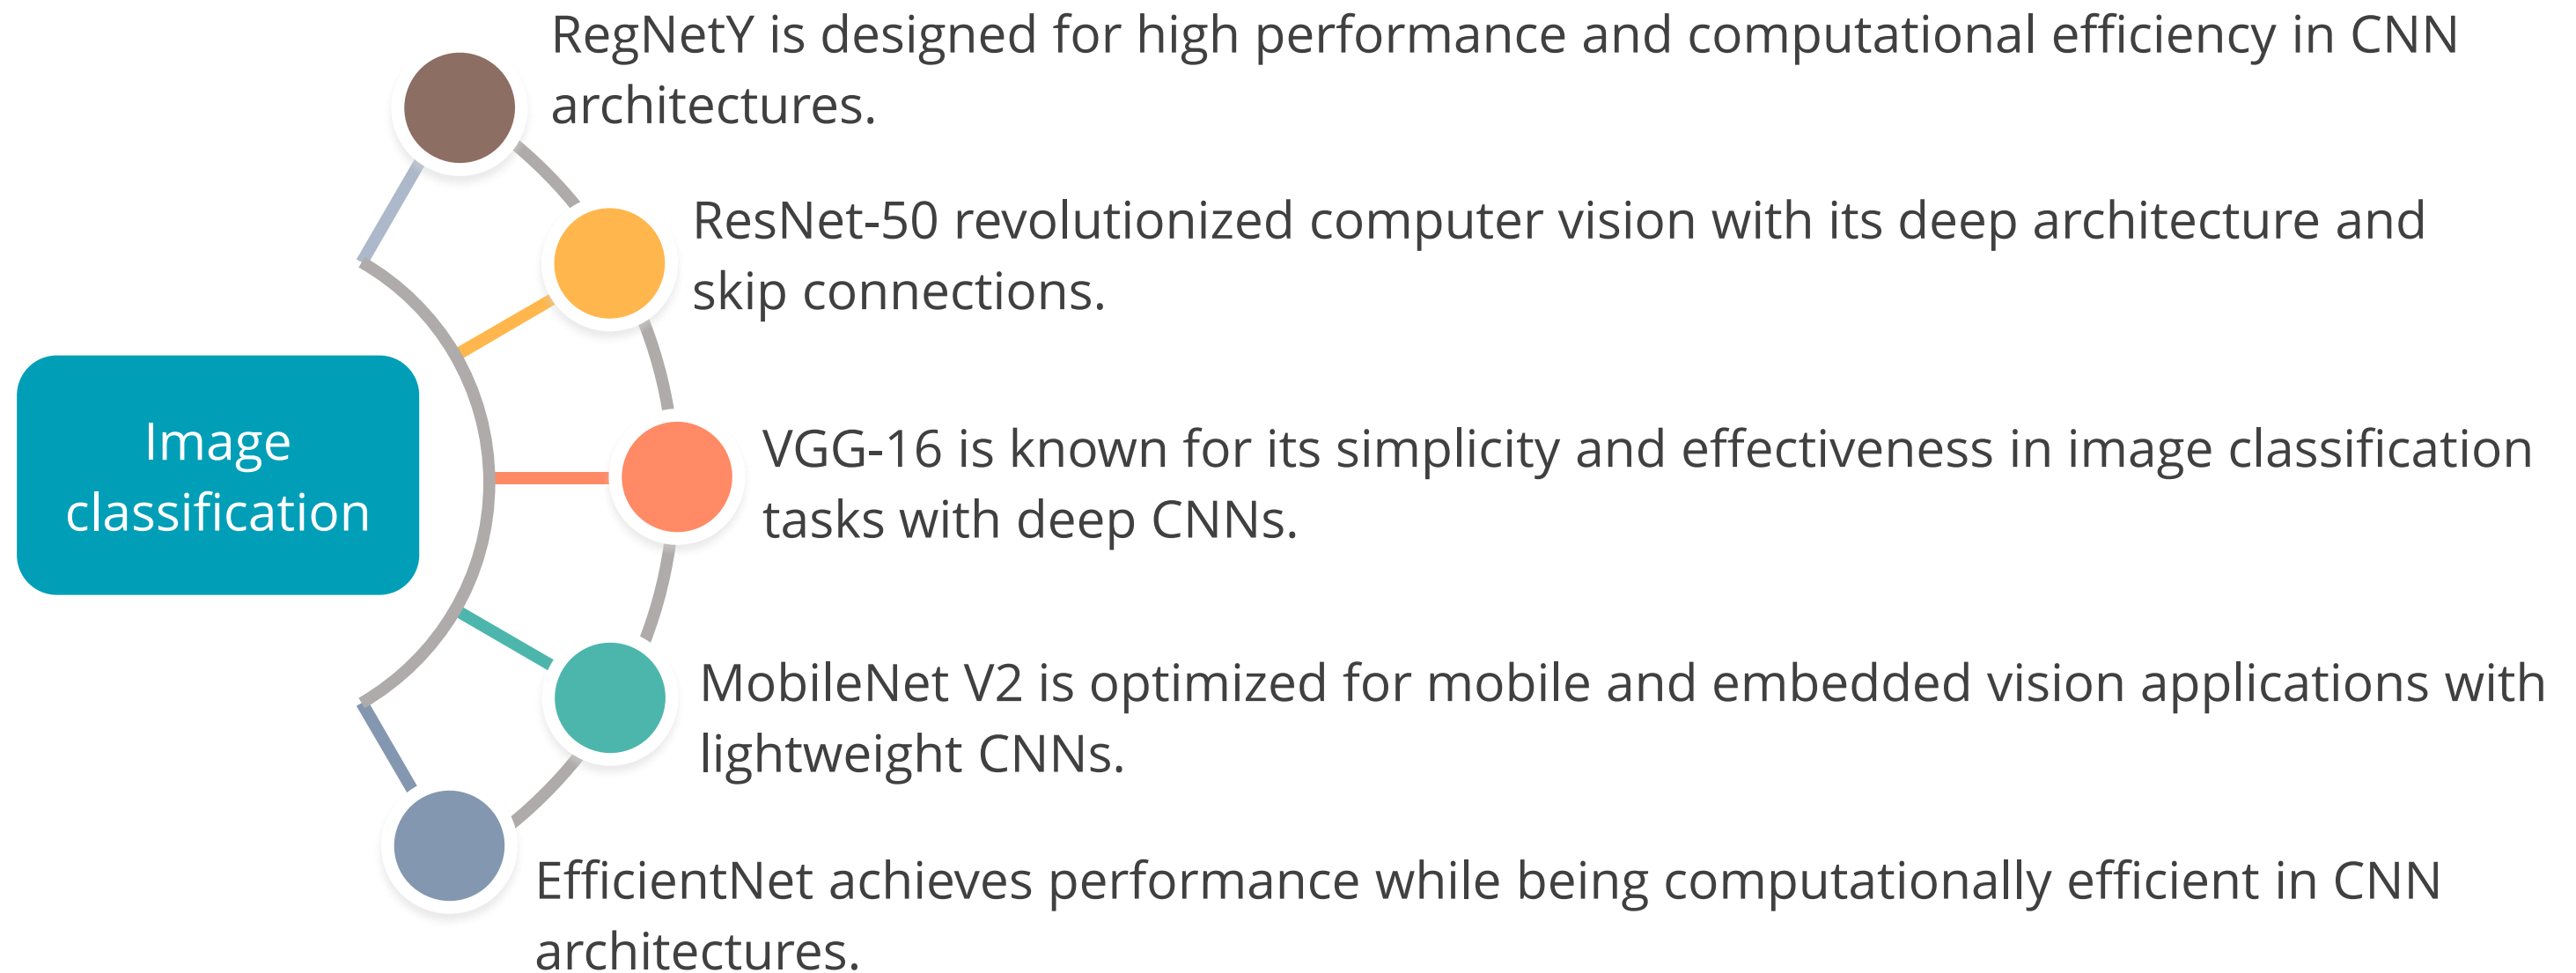 RegNetY is designed for high performance and computational efficiency in CNN
architectures.
ResNet-50 revolutionized computer vision with its deep architecture and
skip connections.
Image
classification
VGG-16 is known for its simplicity and effectiveness in image classification
tasks with deep CNNs.
MobileNet V2 is optimized for mobile and embedded vision applications with
lightweight CNNs.
EfficientNet achieves performance while being computationally efficient in CNN
architectures.